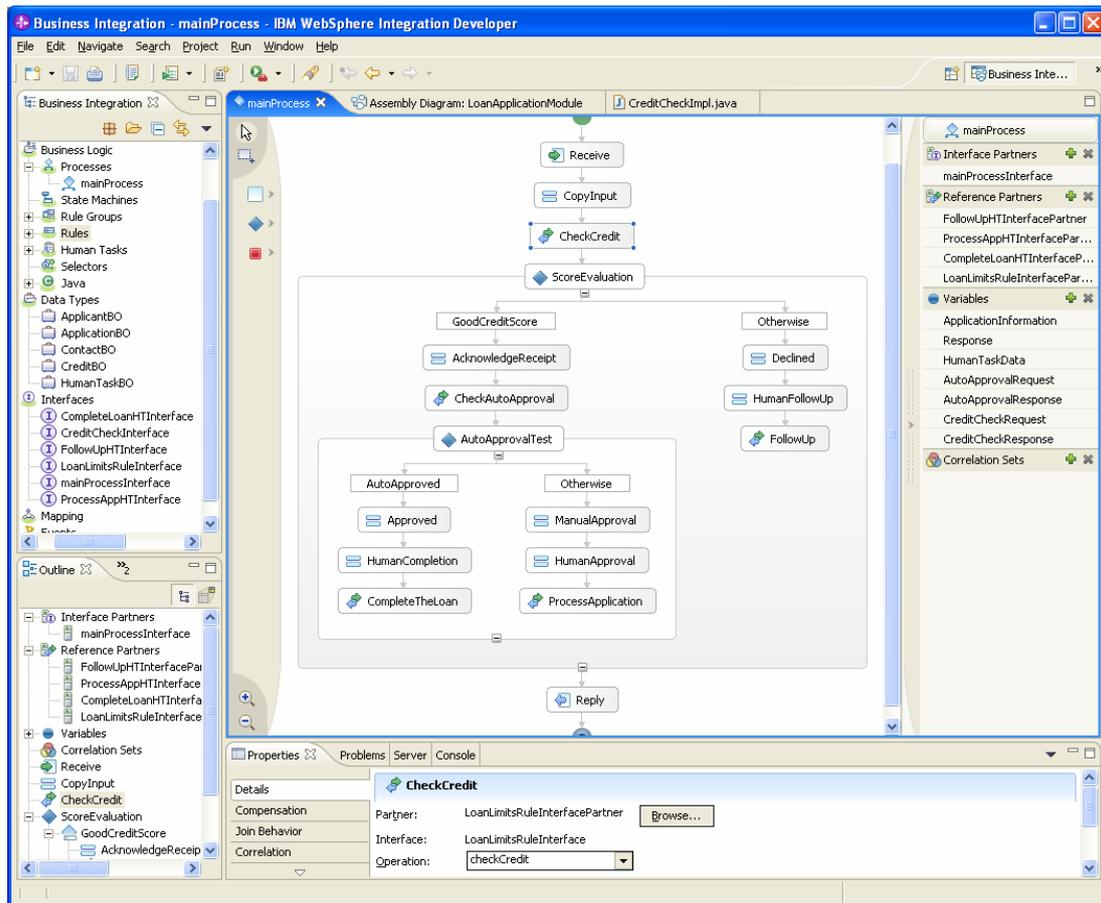 Business Integration - mainProcess - IBM WebSphere Integration Developer
File Edit Navigate Search Project Run Window Help
Business Inte...
Business Integration
Business Logic
Processes
mainProcess
State Machines
Rule Groups
Rules
Human Tasks
Selectors
Java
Data Types
ApplicantBO
ApplicationBO
ContactBO
CreditBO
HumanTaskBO
Interfaces
CompleteLoanHTInterface
CreditCheckInterface
FollowUpHTInterface
LoanLimitsRuleInterface
mainProcessInterface
ProcessAppHTInterface
Mapping
Events
Outline
»2
Interface Partners
mainProcessInterface
Reference Partners
FollowUpHTInterfacePa
ProcessAppHTInterface
CompleteLoanHTInterfa
LoanLimitsRuleInterface
Variables
Correlation Sets
Receive
CopyInput
CheckCredit
ScoreEvaluation
GoodCreditScore
AcknowledgeReceip
mainProcess
Assembly Diagram: LoanApplicationModule
CreditCheckImpl.java
Receive
CopyInput
CheckCredit
ScoreEvaluation
GoodCreditScore
Otherwise
AcknowledgeReceipt
Declined
CheckAutoApproval
HumanFollowUp
AutoApprovalTest
FollowUp
AutoApproved
Otherwise
Approved
ManualApproval
HumanCompletion
HumanApproval
CompleteTheLoan
ProcessApplication
Reply
mainProcess
Interface Partners
mainProcessInterface
Reference Partners
FollowUpHTInterfacePartner
ProcessAppHTInterfacePar...
CompleteLoanHTInterfaceP...
LoanLimitsRuleInterfacePar...
Variables
ApplicationInformation
Response
HumanTaskData
AutoApprovalRequest
AutoApprovalResponse
CreditCheckRequest
CreditCheckResponse
Correlation Sets
Properties
Problems
Server
Console
Details
Compensation
Join Behavior
Correlation
CheckCredit
Partner: LoanLimitsRuleInterfacePartner Browse...
Interface: LoanLimitsRuleInterface
Operation: checkCredit